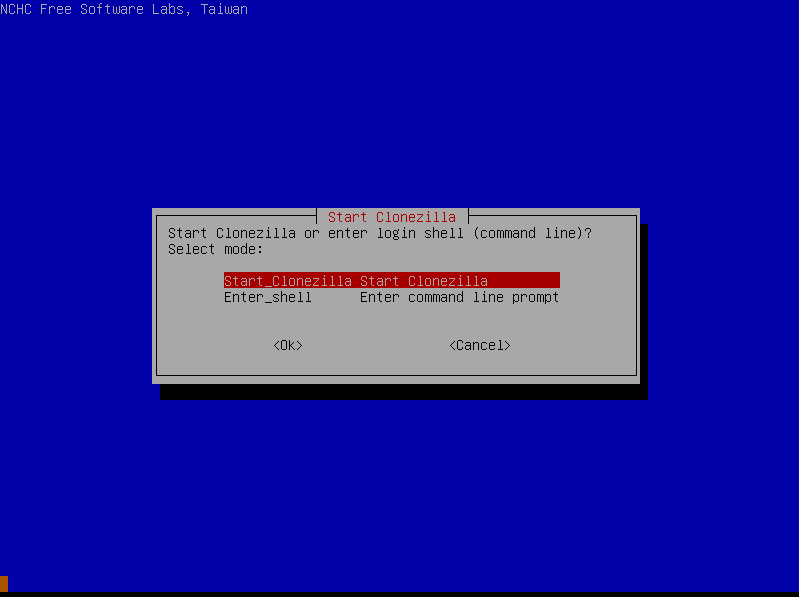 NCHC Free Software Labs, Taiwan
Start Clonezilla
Start Clonezilla or enter login shell (command line)?
Select mode:
Start_Clonezilla Start Clonezilla
Enter_shell Enter command line prompt
<Ok> <Cancel>